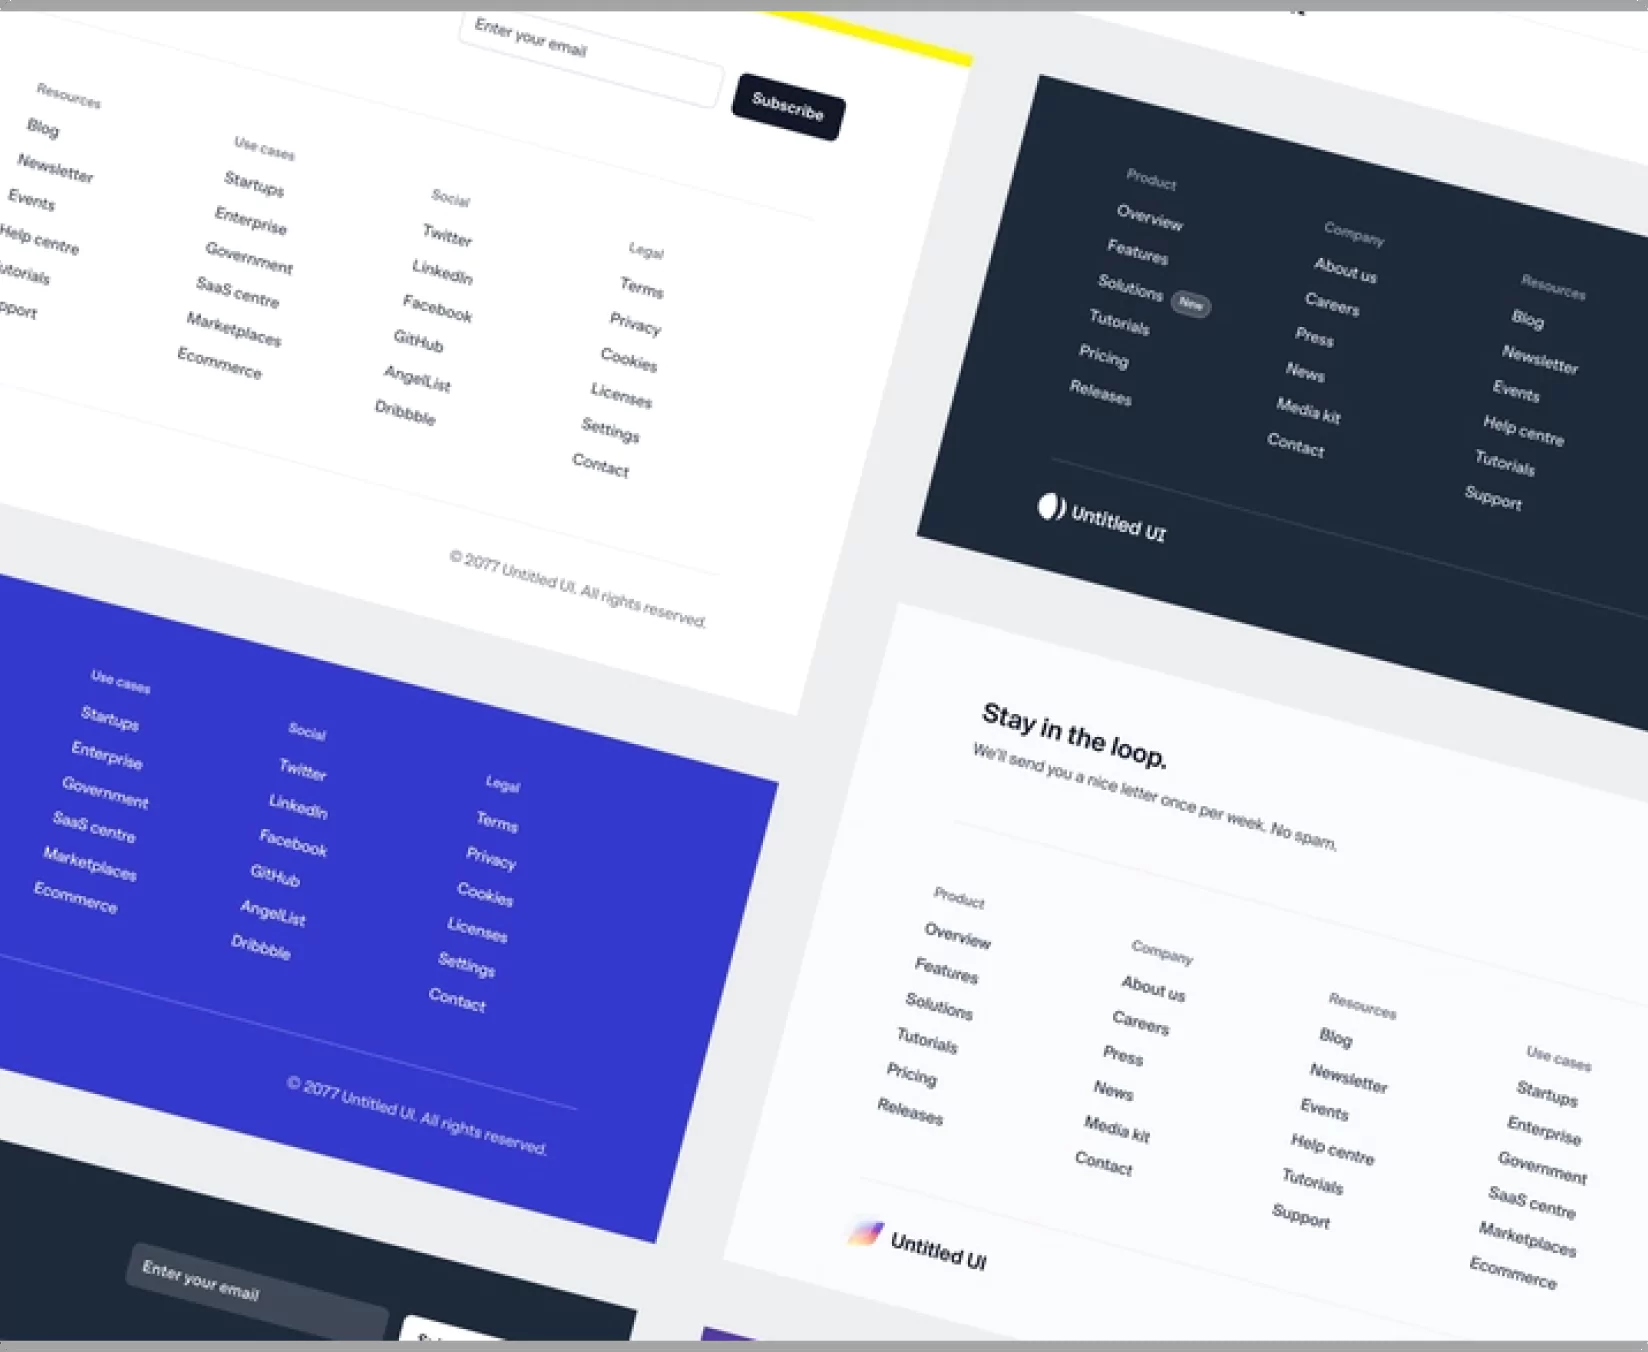 Enter your email
Subscribe
Resources
Blog
Newsletter
Events
Help centre
utorials
pport
Use cases
Startups
Enterprise
Government
SaaS centre
Marketplaces
Ecommerce
Social
Twitter
LinkedIn
Facebook
GitHub
AngelList
Dribbble
Legal
Terms
Privacy
Cookies
Licenses
Settings
Contact
© 2077 Untitled UI. All rights reserved.
Product
Overview
Features
Solutions New
Tutorials
Pricing
Releases
Company
About us
Careers
Press
News
Media kit
Contact
Resources
Blog
Newsletter
Events
Help centre
Tutorials
Support
Untitled UI
Use cases
Startups
Enterprise
Government
SaaS centre
Marketplaces
Ecommerce
Social
Twitter
LinkedIn
Facebook
GitHub
AngelList
Dribbble
Legal
Terms
Privacy
Cookies
Licenses
Settings
Contact
© 2077 Untitled UI. All rights reserved.
Stay in the loop.
We'll send you a nice letter once per week. No spam.
Product
Overview
Features
Solutions
Tutorials
Pricing
Releases
Company
About us
Careers
Press
News
Media kit
Contact
Resources
Blog
Newsletter
Events
Help centre
Tutorials
Support
Use cases
Startups
Enterprise
Government
SaaS centre
Marketplaces
Ecommerce
Untitled UI
Enter your email